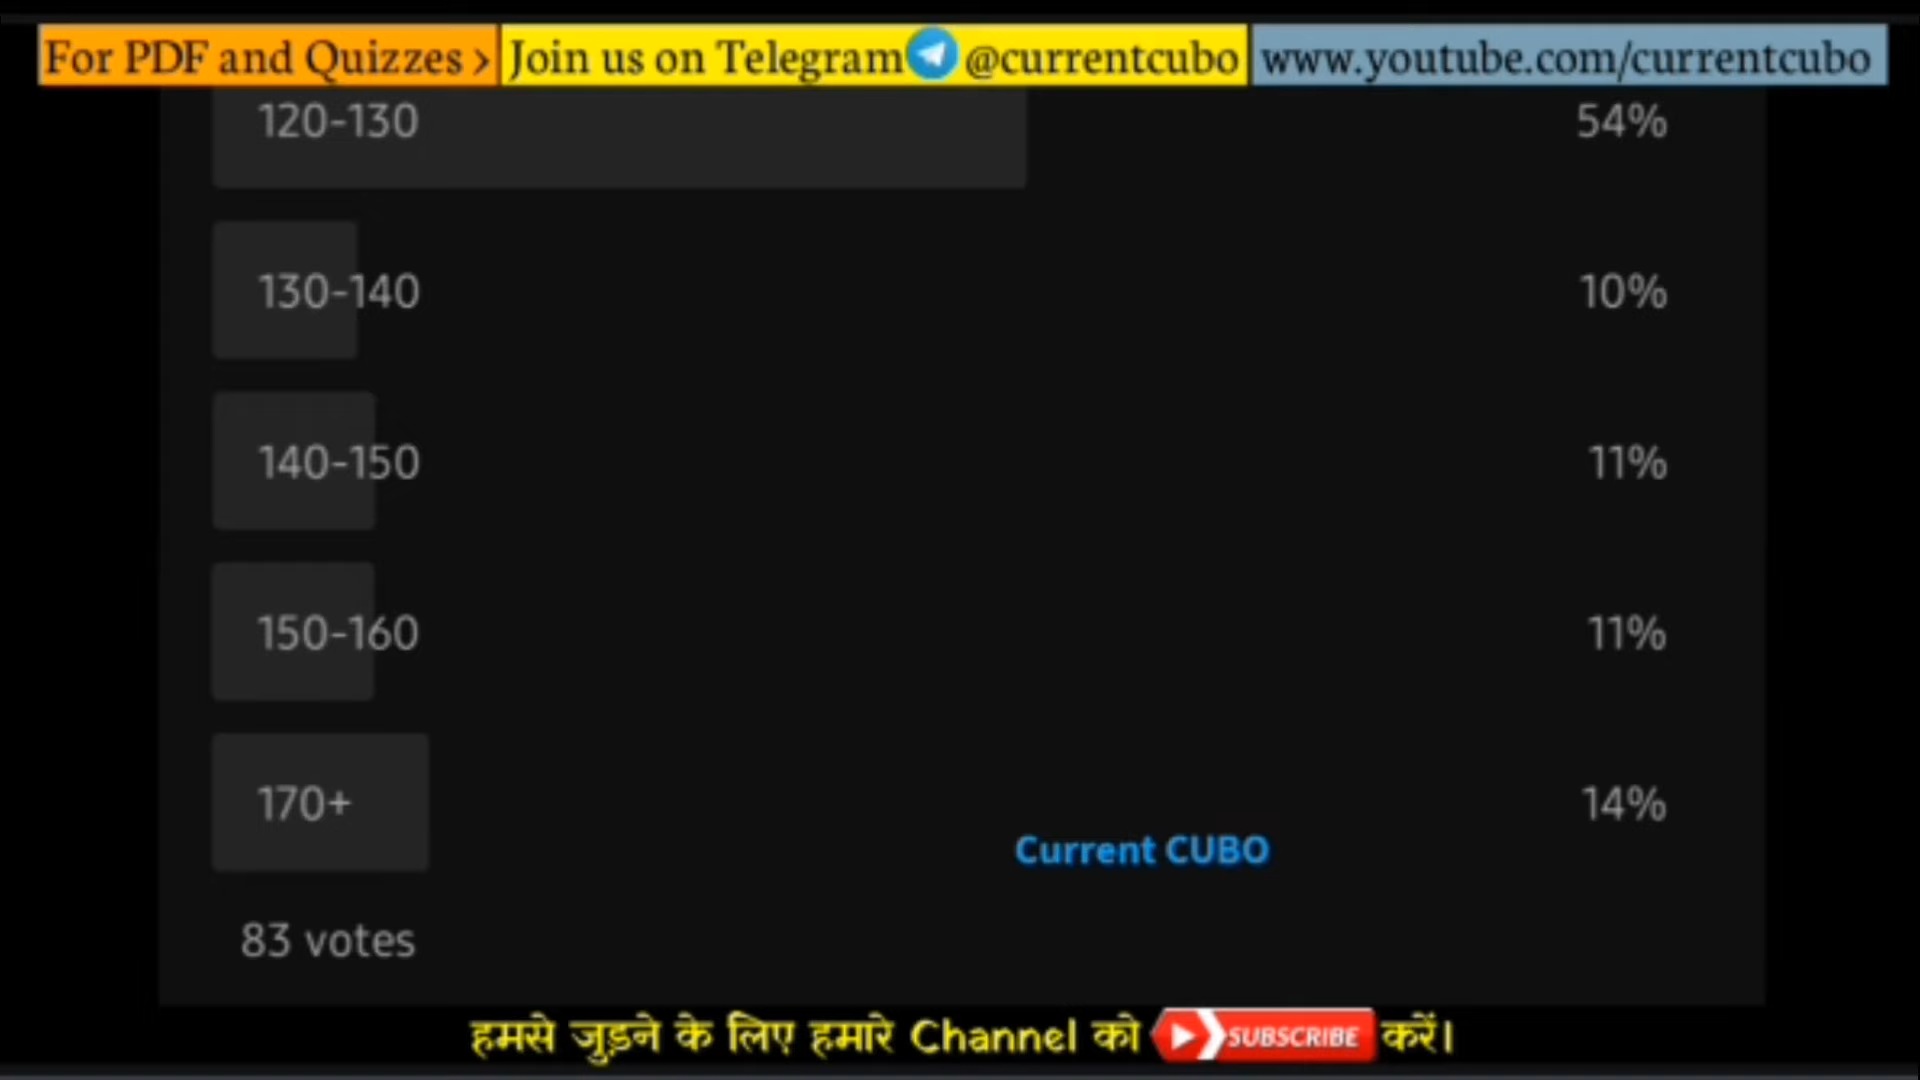 For PDF and Quizzes > Join us on Telegram @currentcubo www.youtube.com/currentcubo
120-130 54%
130-140 10%
140-150 11%
150-160 11%
170+ 14%
Current CUBO
83 votes
हमसे जुड़ने के लिए हमारे Channel को SUBSCRIBE करें।